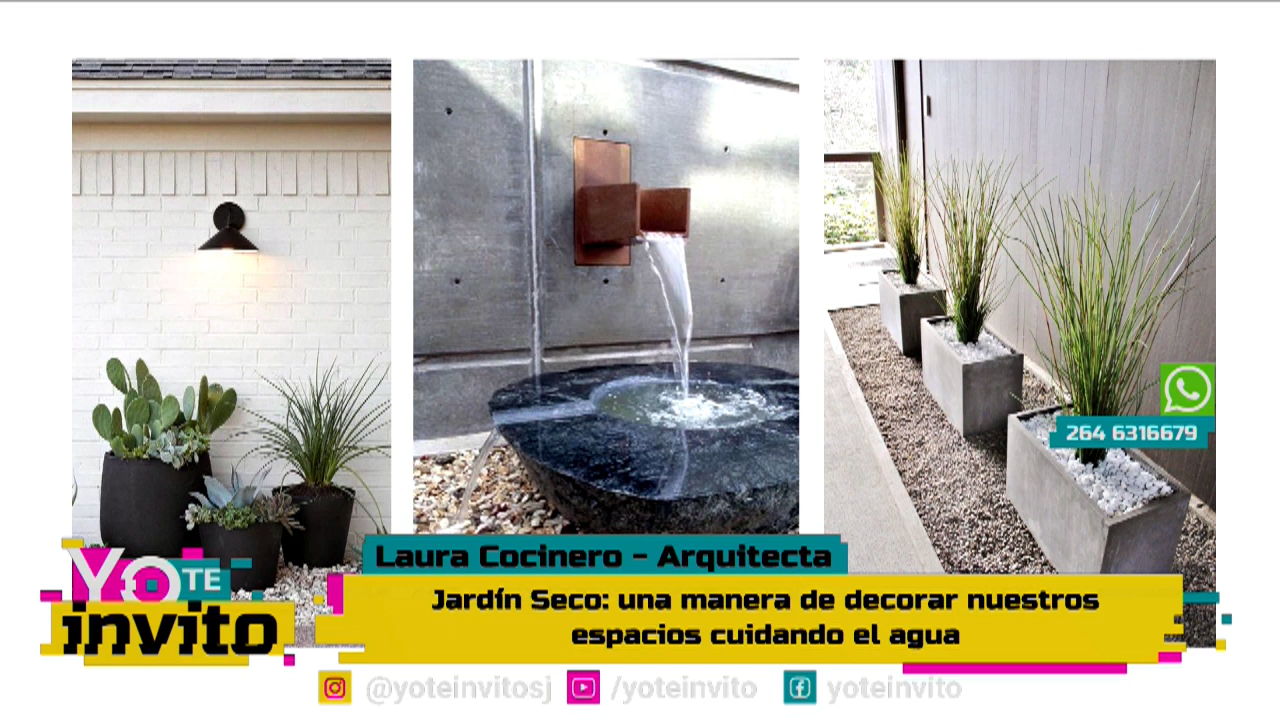 264 6316679
Laura Cocinero - Arquitecta
Jardín Seco: una manera de decorar nuestros
espacios cuidando el agua
Yo TE
invito
@yoteinvitosj /yoteinvito yoteinvito